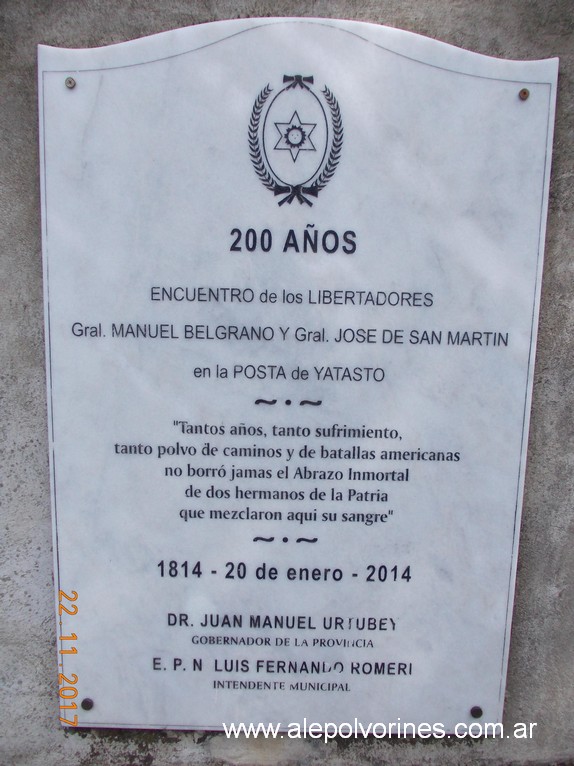 200 AÑOS
ENCUENTRO de los LIBERTADORES
Gral. MANUEL BELGRANO Y Gral. JOSE DE SAN MARTIN
en la POSTA de YATASTO
~ • ~
"Tantos años, tanto sufrimiento,
tanto polvo de caminos y de batallas americanas
no borró jamas el Abrazo Inmortal
de dos hermanos de la Patria
que mezclaron aqui su sangre"
~ • ~
1814 - 20 de enero - 2014
DR. JUAN MANUEL URTUBEY
GOBERNADOR DE LA PROVINCIA
E. P. N LUIS FERNANDO ROMERI
INTENDENTE MUNICIPAL
22.11.2017
www.alepolvorines.com.ar